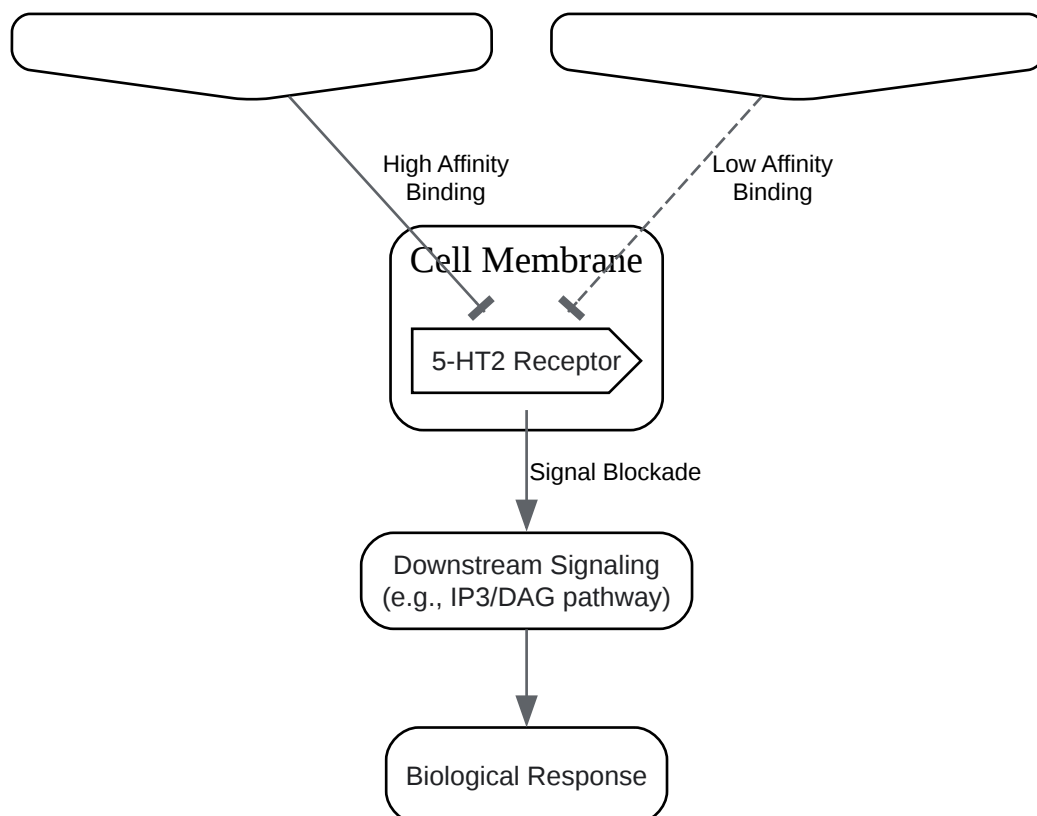 High Affinity
Binding
Low Affinity
Binding
Cell Membrane
5-HT2 Receptor
Signal Blockade
Downstream Signaling
(e.g., IP3/DAG pathway)
Biological Response